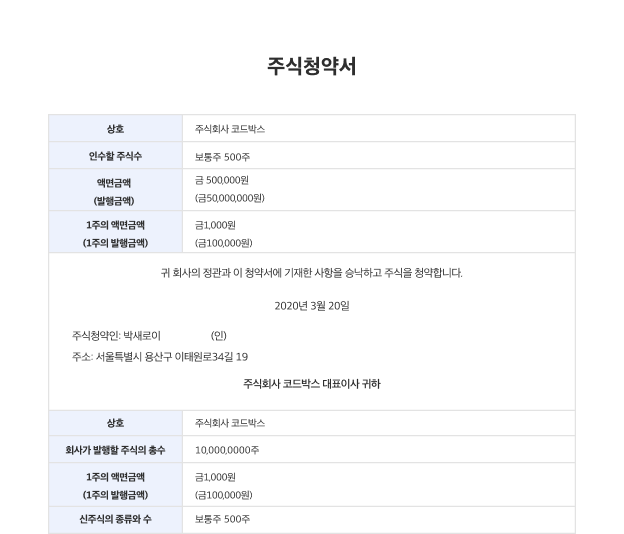 주식청약서
상호 주식회사 코드박스
인수할 주식수 보통주 500주
액면금액 금 500,000원
(발행금액) (금50,000,000원)
1주의 액면금액 금1,000원
(1주의 발행금액) (금100,000원)
귀 회사의 정관과 이 청약서에 기재한 사항을 승낙하고 주식을 청약합니다.
2020년 3월 20일
주식청약인: 박새로이 (인)
주소: 서울특별시 용산구 이태원로34길 19
주식회사 코드박스 대표이사 귀하
상호 주식회사 코드박스
회사가 발행할 주식의 총수 10,000,0000주
1주의 액면금액 금1,000원
(1주의 발행금액) (금100,000원)
신주식의 종류와 수 보통주 500주